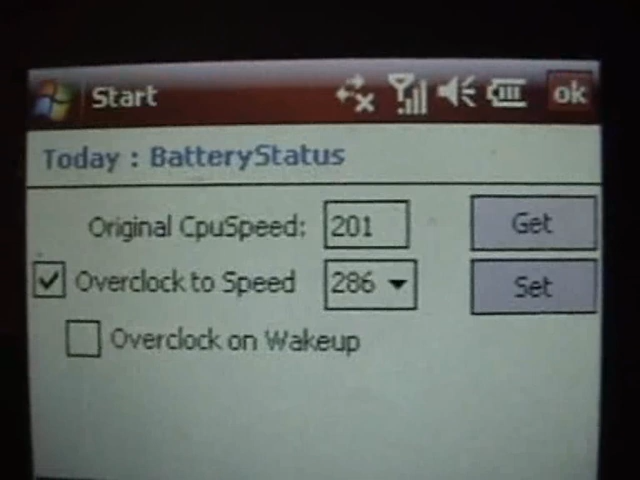 Start ok
Today : BatteryStatus
Original CpuSpeed: 201 Get
Overclock to Speed 286 Set
Overclock on Wakeup